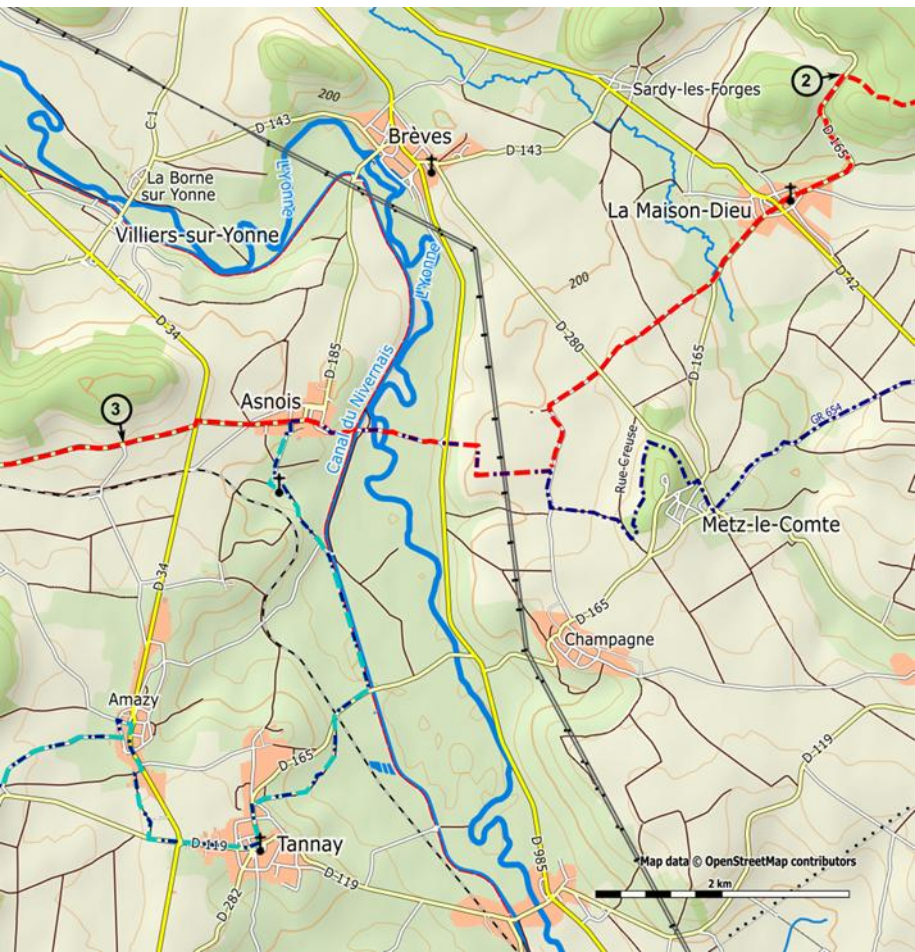 200
C-1
D 143
Brèves
D 143
Sardy-les-Forges
2
D 165
La Borne
sur Yonne
L'Yonne
Villiers-sur-Yonne
La Maison-Dieu
L'Yonne
200
D 42
D 34
D 280
D 185
D 165
Canal du Nivernais
3
Asnois
GR 654
Rue Creuse
Metz-le-Comte
D 34
D 165
Champagne
Amazy
D 165
D-119
D-119
Tannay
D-119
D-282
D 985
Map data © OpenStreetMap contributors
2 km